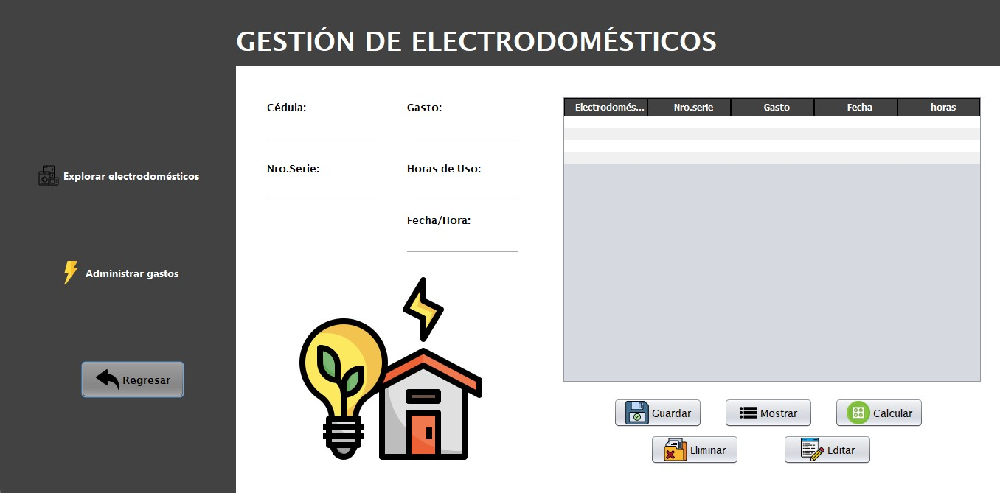 GESTIÓN DE ELECTRODOMÉSTICOS
Explorar electrodomésticos
Administrar gastos
Regresar
Cédula:
Gasto:
Nro.Serie:
Horas de Uso:
Fecha/Hora:
Electrodomés... Nro.serie Gasto Fecha horas
Guardar
Mostrar
Calcular
Eliminar
Editar